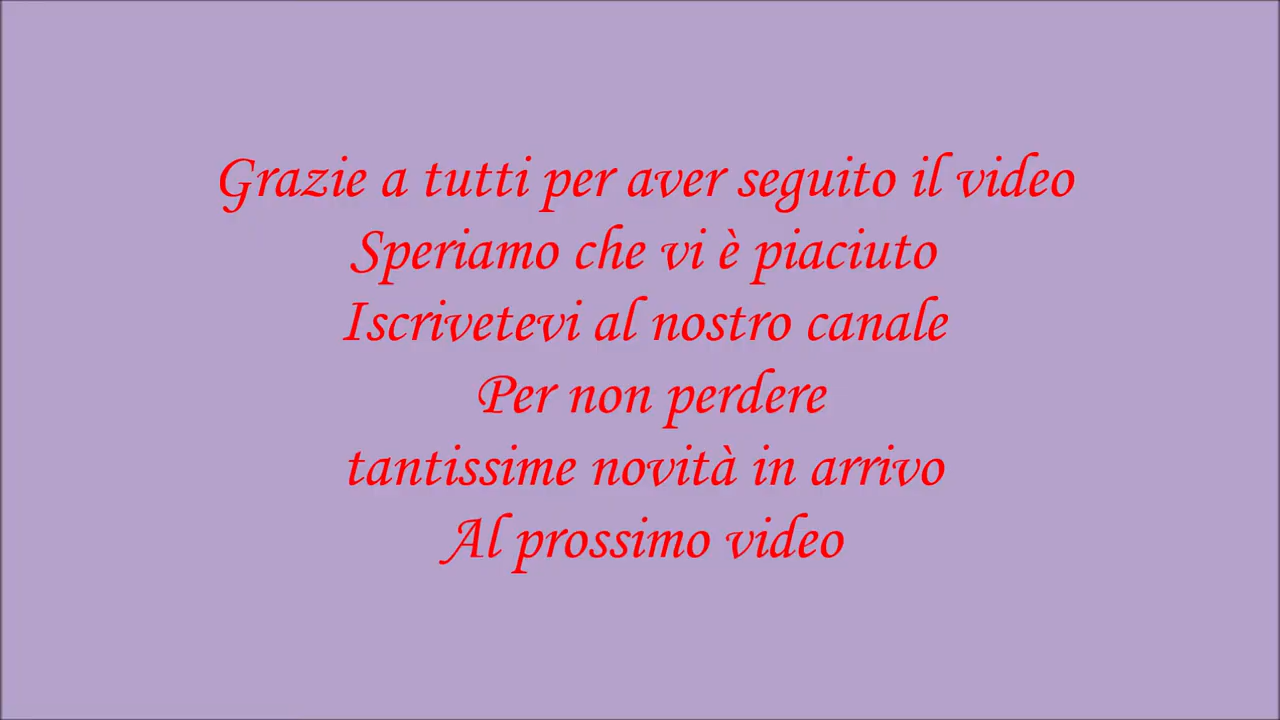 Grazie a tutti per aver seguito il video
Speriamo che vi è piaciuto
Iscrivetevi al nostro canale
Per non perdere
tantissime novità in arrivo
Al prossimo video